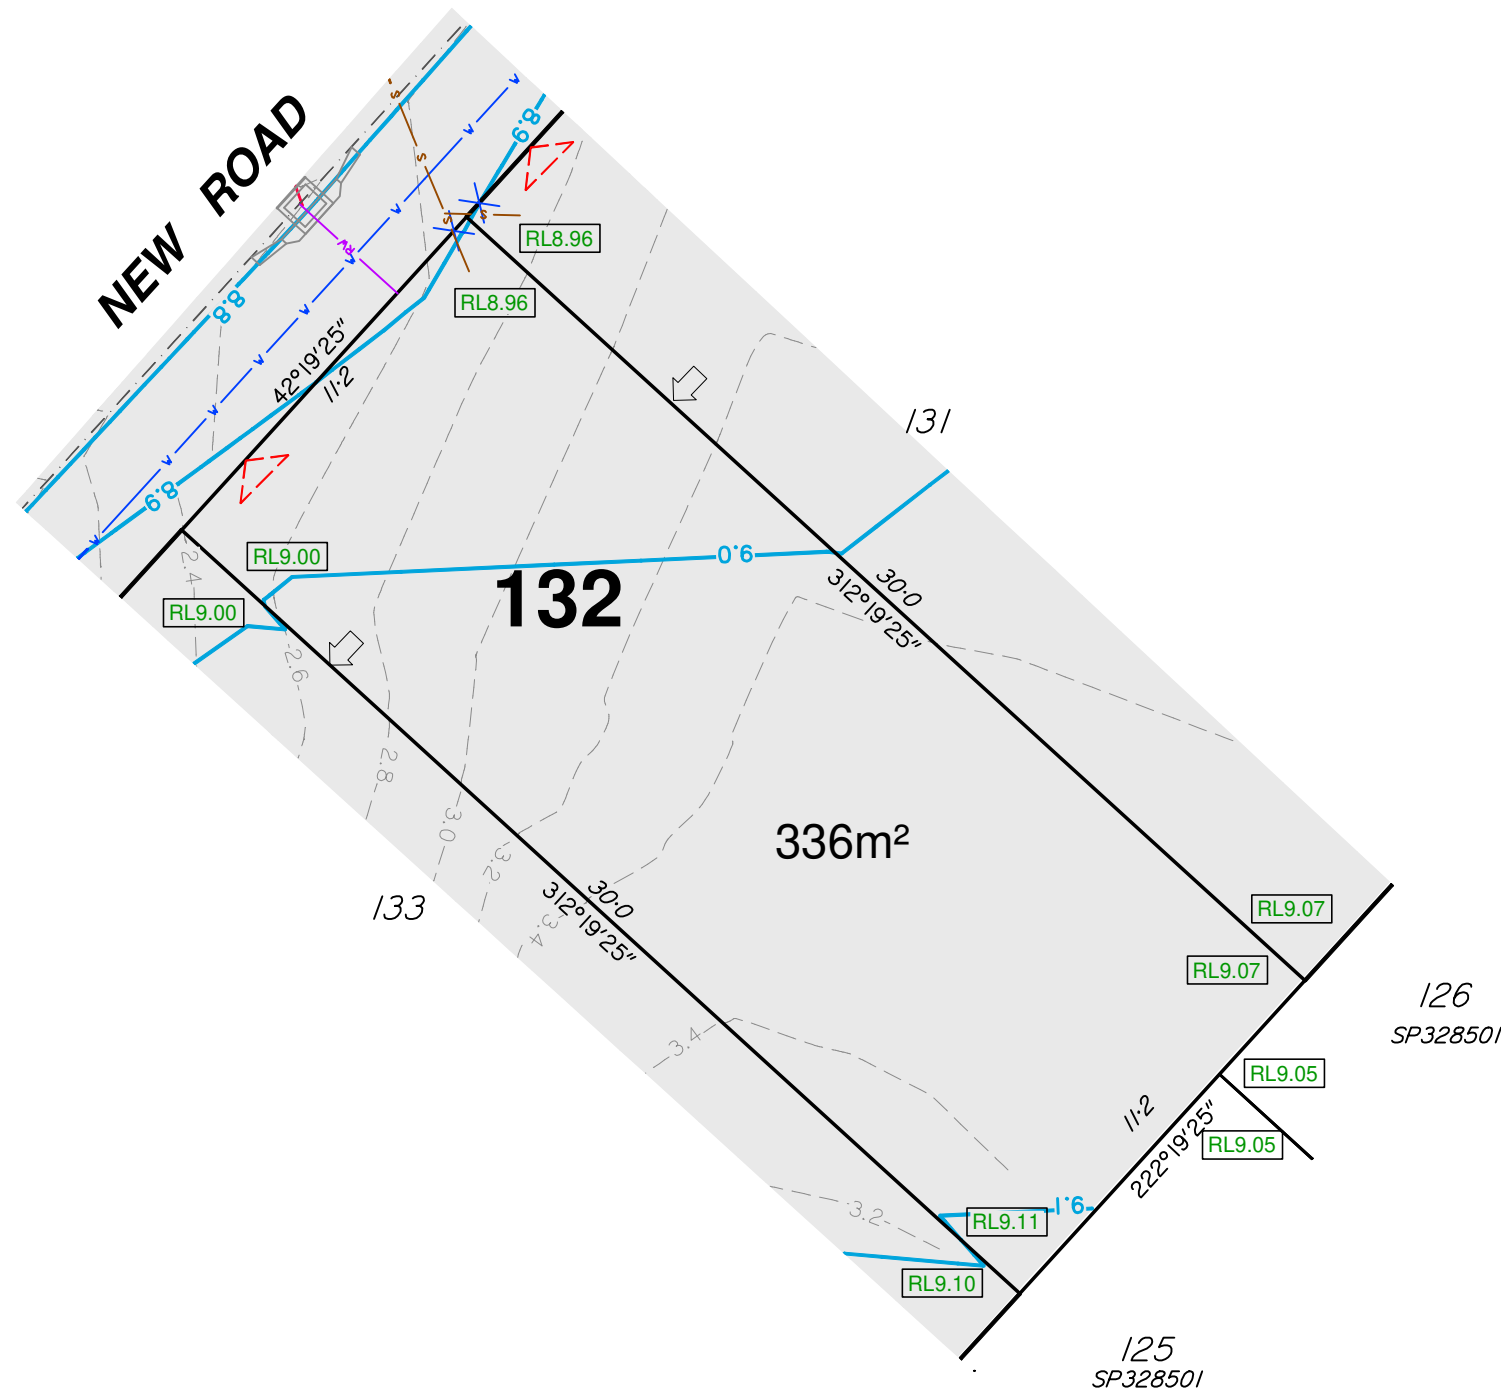 NEW ROAD
S
S
S
S
W
W
W
W
W
W
W
W
W
RW
8.9
8.8
8.9
RL8.96
RL8.96
42°19'25"
11·2
131
RL9.00
RL9.00
9.0
132
30·0
312°19'25"
2.4
2.6
2.8
3.0
3.2
3.4
336m²
133
30·0
312°19'25"
RL9.07
RL9.07
126
SP328501
3.4
RL9.05
RL9.05
11·2
222°19'25"
3.2
9.1
RL9.11
RL9.10
125
SP328501